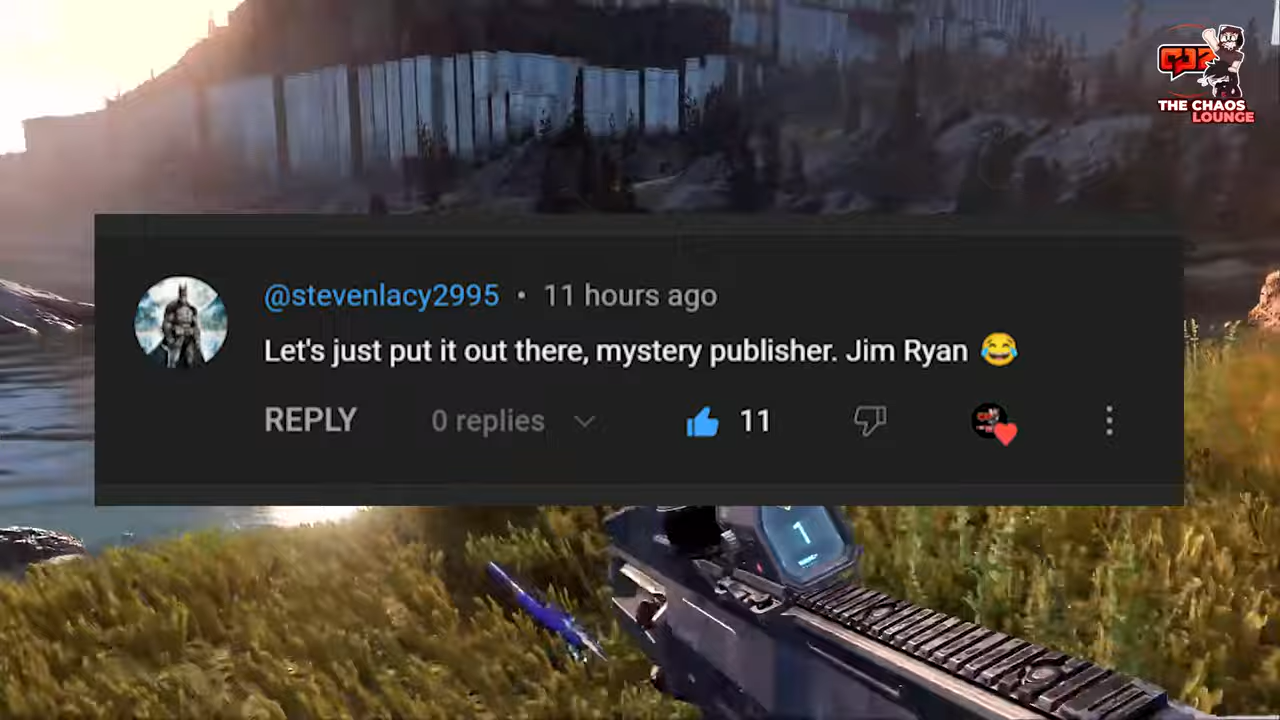 THE CHAOS
LOUNGE
@stevenlacy2995 • 11 hours ago
Let's just put it out there, mystery publisher. Jim Ryan 😂
REPLY 0 replies 11
1